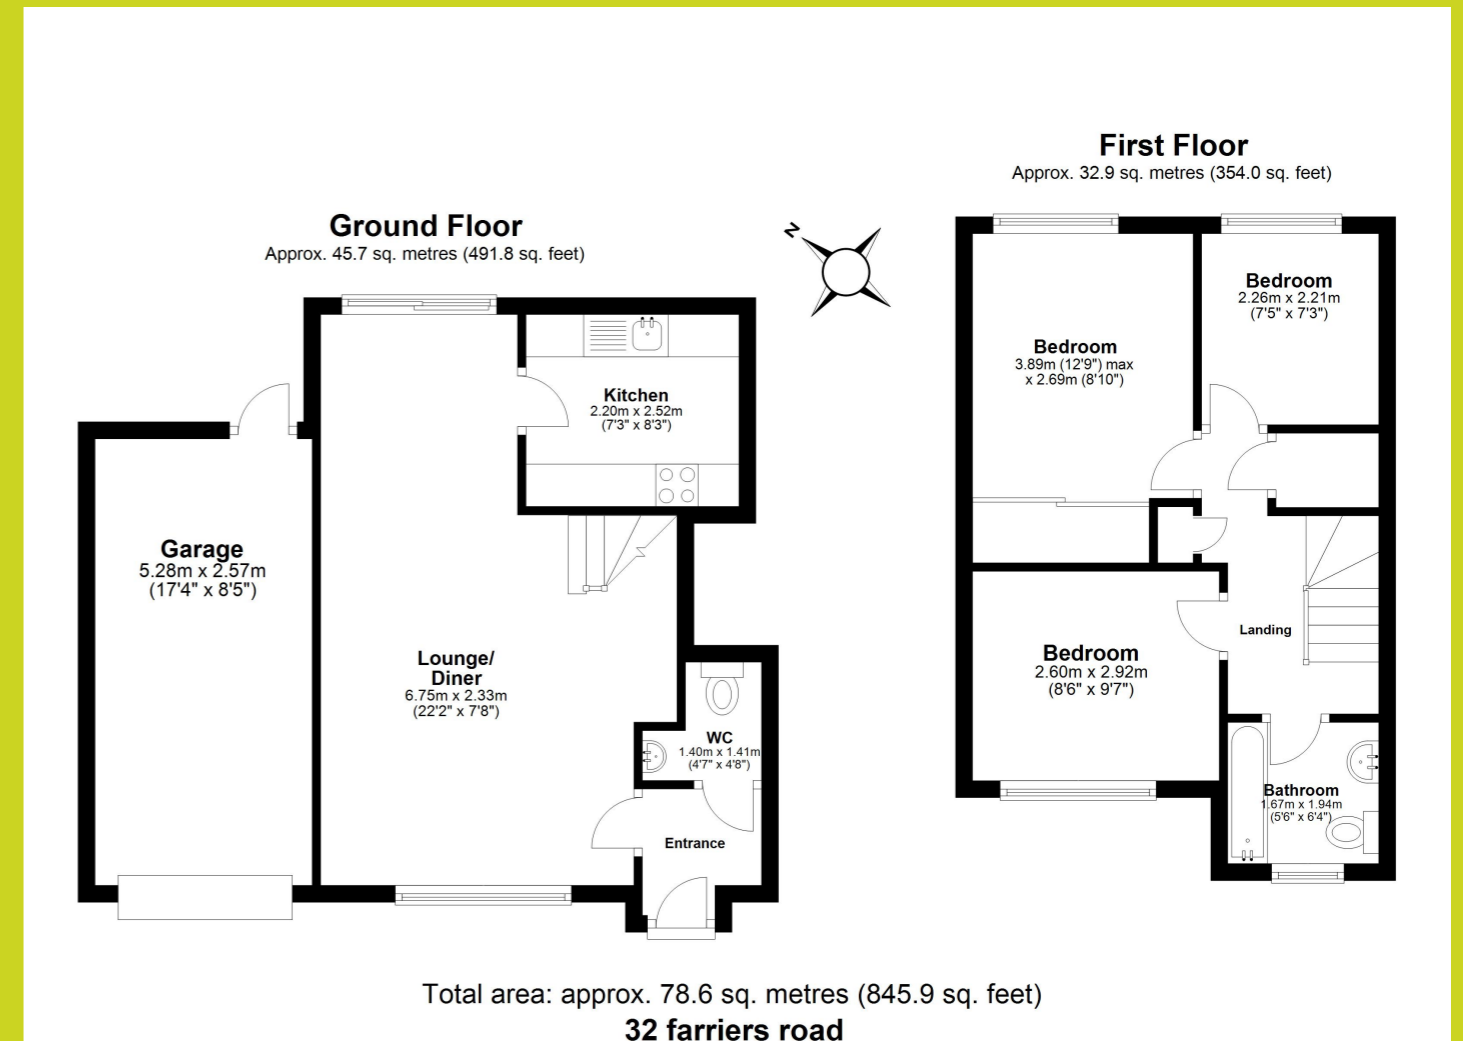 Ground Floor
Approx. 45.7 sq. metres (491.8 sq. feet)
Kitchen
2.20m x 2.52m
(7'3" x 8'3")
Garage
5.28m x 2.57m
(17'4" x 8'5")
Lounge/
Diner
6.75m x 2.33m
(22'2" x 7'8")
WC
1.40m x 1.41m
(4'7" x 4'8")
Entrance
N
First Floor
Approx. 32.9 sq. metres (354.0 sq. feet)
Bedroom
2.26m x 2.21m
(7'5" x 7'3")
Bedroom
3.89m (12'9") max
x 2.69m (8'10")
Landing
Bedroom
2.60m x 2.92m
(8'6" x 9'7")
Bathroom
1.67m x 1.94m
(5'6" x 6'4")
Total area: approx. 78.6 sq. metres (845.9 sq. feet)
32 farriers road